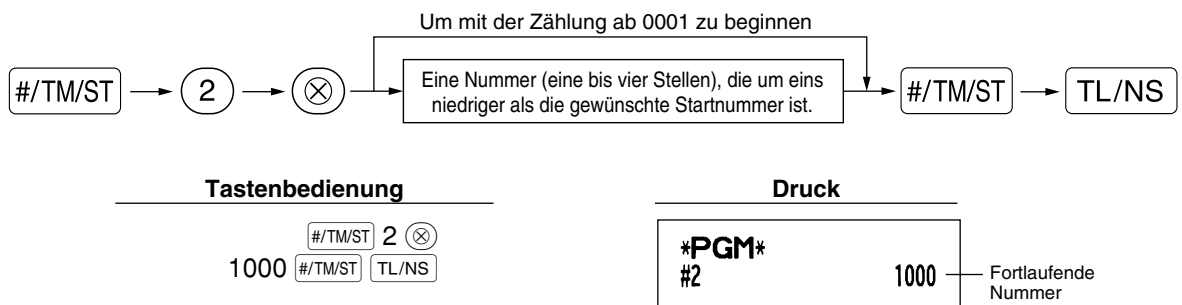 Um mit der Zählung ab 0001 zu beginnen
#/TM/ST 2 ⊗ Eine Nummer (eine bis vier Stellen), die um eins
niedriger als die gewünschte Startnummer ist. #/TM/ST TL/NS
Tastenbedienung
#/TM/ST 2 ⊗
1000 #/TM/ST TL/NS
Druck
*PGM*
#2 1000
Fortlaufende
Nummer